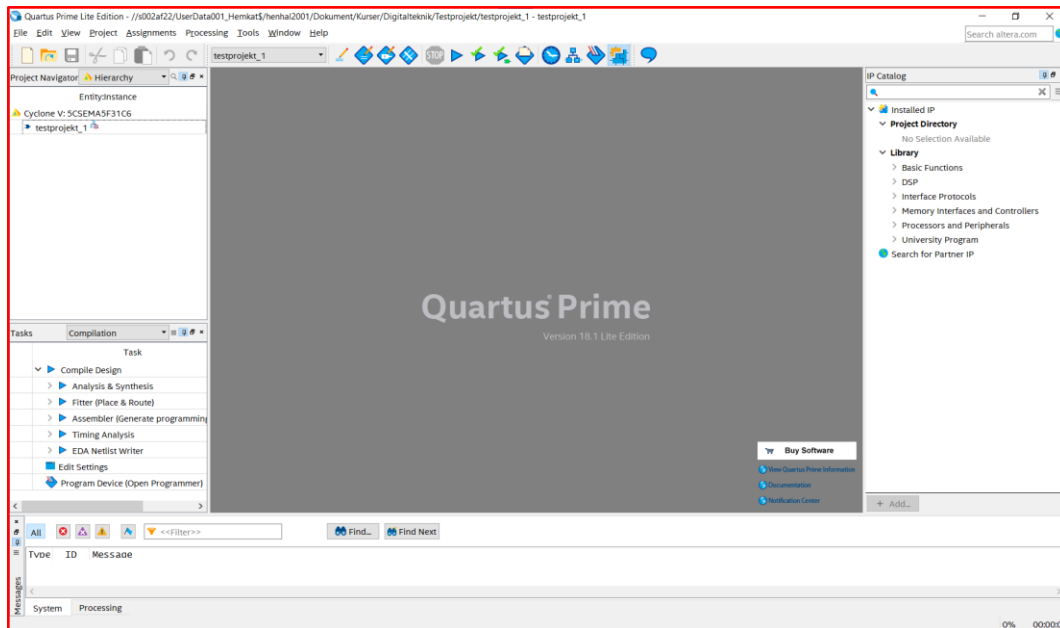 Quartus Prime Lite Edition - //s002af22/UserData001_Hemkat$/henhal2001/Dokument/Kurser/Digitalteknik/Testprojekt/testprojekt_1 - testprojekt_1
File Edit View Project Assignments Processing Tools Window Help
Search altera.com
STOP
testprojekt_1
Project Navigator Hierarchy
Entity:Instance
Cyclone V: 5CSEMA5F31C6
testprojekt_1
Tasks Compilation
Task
Compile Design
Analysis & Synthesis
Fitter (Place & Route)
Assembler (Generate programming
Timing Analysis
EDA Netlist Writer
Edit Settings
Program Device (Open Programmer)
Quartus Prime
Version 18.1 Lite Edition
Buy Software
View Quartus Prime Information
Documentation
Notification Center
IP Catalog
Installed IP
Project Directory
No Selection Available
Library
Basic Functions
DSP
Interface Protocols
Memory Interfaces and Controllers
Processors and Peripherals
University Program
Search for Partner IP
+ Add...
All <<Filter>> Find... Find Next
Type ID Message
Messages
System Processing
0% 00:00:0